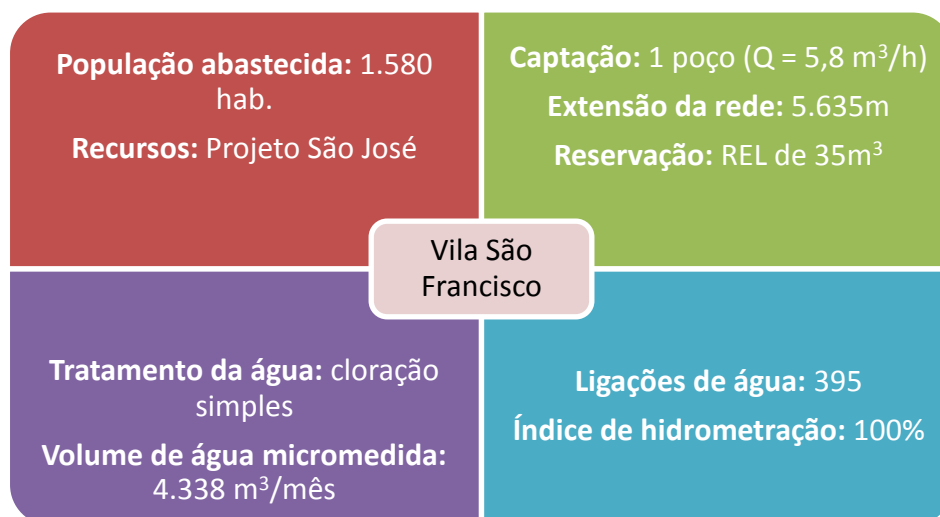 População abastecida: 1.580
hab.
Recursos: Projeto São José
Captação: 1 poço (Q = 5,8 m³/h)
Extensão da rede: 5.635m
Reservação: REL de 35m³
Vila São
Francisco
Tratamento da água: cloração
simples
Volume de água micromedida:
4.338 m³/mês
Ligações de água: 395
Índice de hidrometração: 100%